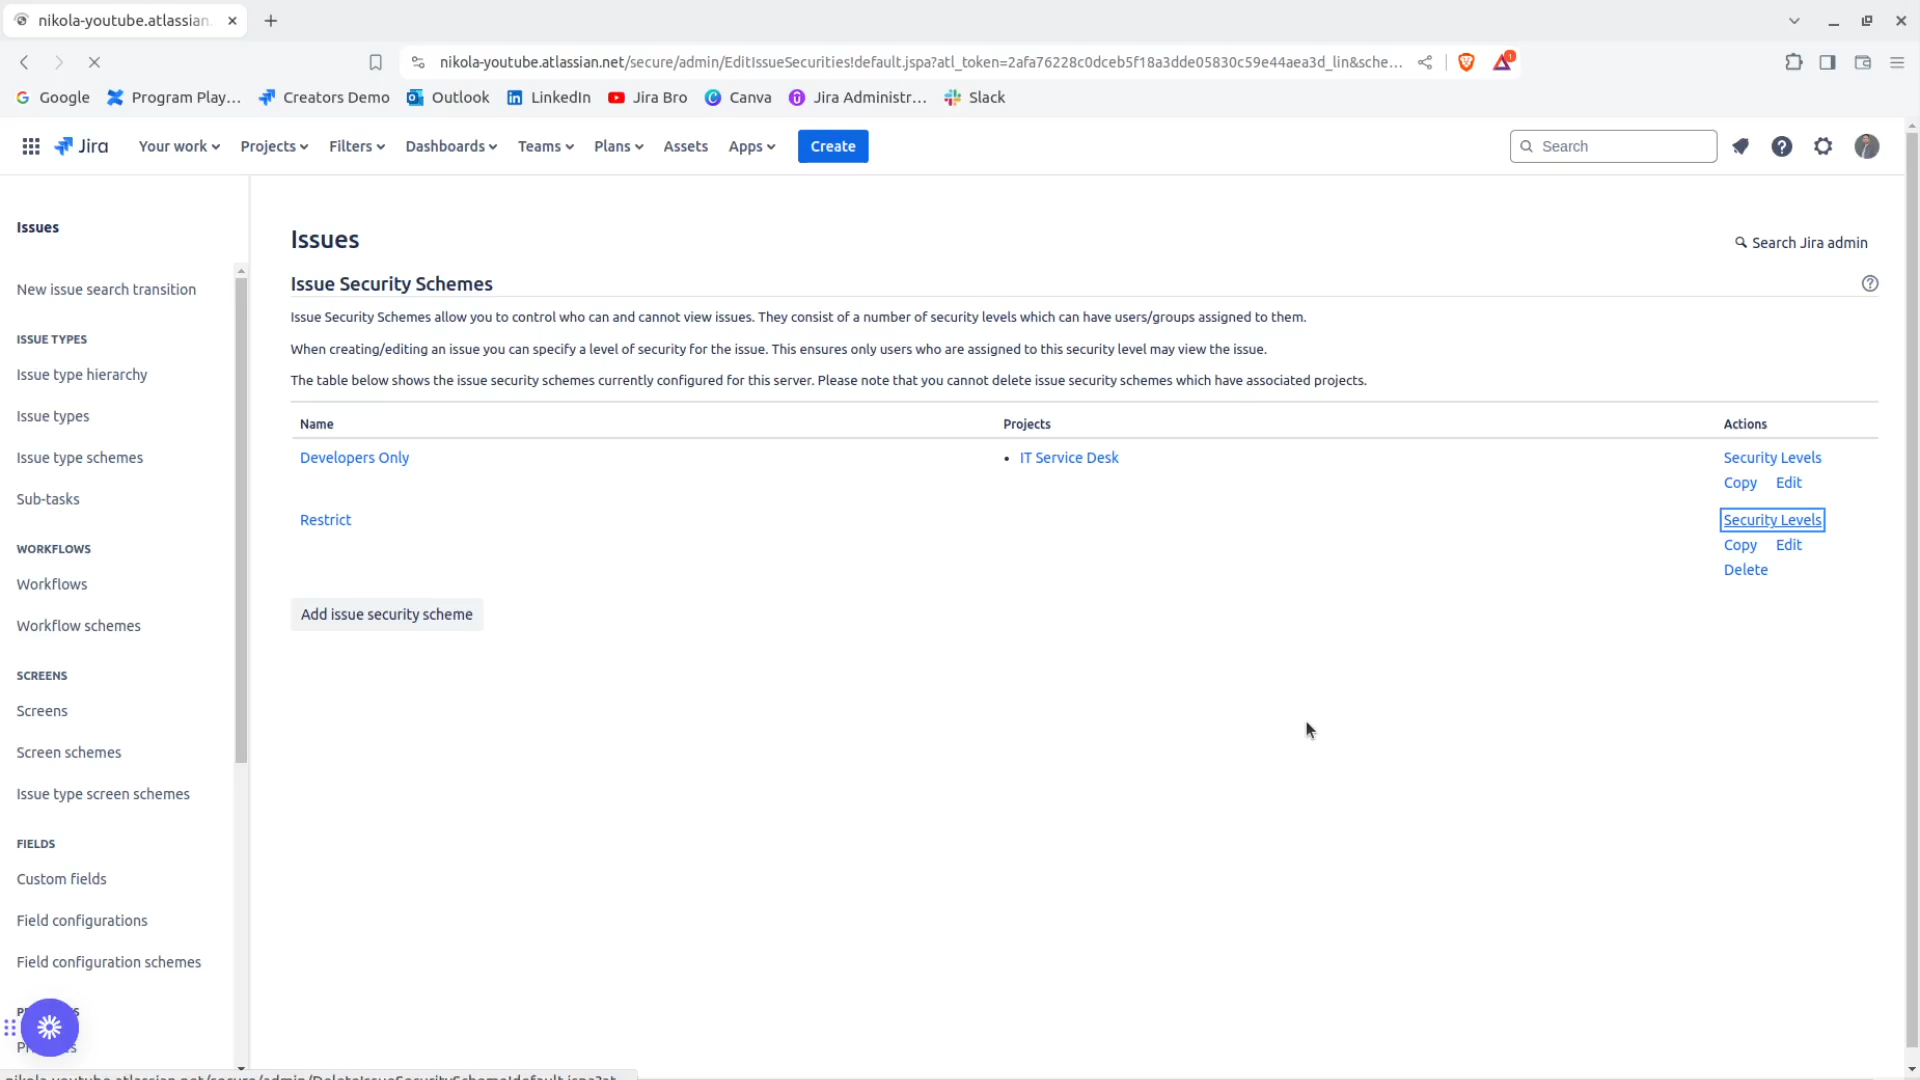 nikola-youtube.atlassian.
nikola-youtube.atlassian.net/secure/admin/EditIssueSecurities!default.jspa?atl_token=2afa76228c0dceb5f18a3dde05830c59e44aea3d_lin&sche...
Google Program Play... Creators Demo Outlook LinkedIn Jira Bro Canva Jira Administr... Slack
Jira Your work Projects Filters Dashboards Teams Plans Assets Apps Create Search
Issues
New issue search transition
ISSUE TYPES
Issue type hierarchy
Issue types
Issue type schemes
Sub-tasks
WORKFLOWS
Workflows
Workflow schemes
SCREENS
Screens
Screen schemes
Issue type screen schemes
FIELDS
Custom fields
Field configurations
Field configuration schemes
Issues
Search Jira admin
Issue Security Schemes
Issue Security Schemes allow you to control who can and cannot view issues. They consist of a number of security levels which can have users/groups assigned to them.
When creating/editing an issue you can specify a level of security for the issue. This ensures only users who are assigned to this security level may view the issue.
The table below shows the issue security schemes currently configured for this server. Please note that you cannot delete issue security schemes which have associated projects.
Name Projects Actions
Developers Only • IT Service Desk Security Levels
Copy Edit
Restrict Security Levels
Copy Edit
Delete
Add issue security scheme